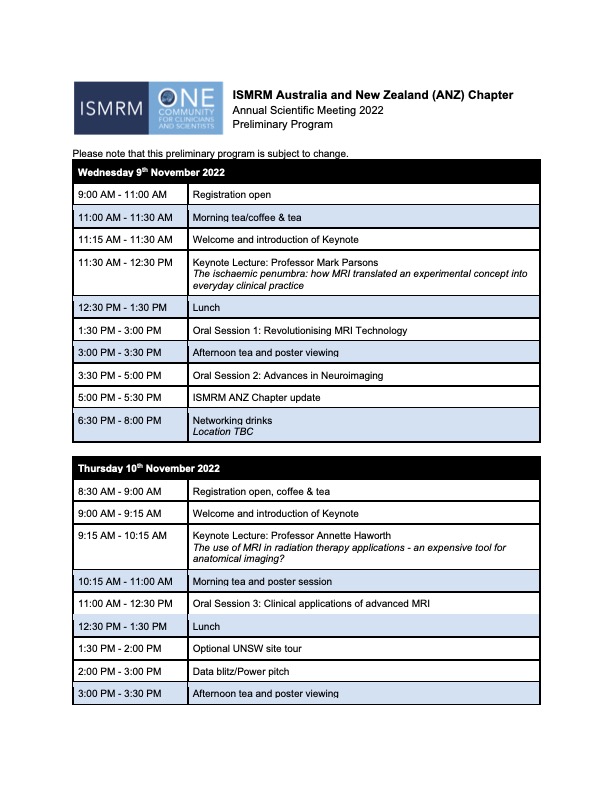 ISMRM
ONE
COMMUNITY
FOR CLINICIANS
AND SCIENTISTS
ISMRM Australia and New Zealand (ANZ) Chapter
Annual Scientific Meeting 2022
Preliminary Program
Please note that this preliminary program is subject to change.
Wednesday 9th November 2022
9:00 AM - 11:00 AM Registration open
11:00 AM - 11:30 AM Morning tea/coffee & tea
11:15 AM - 11:30 AM Welcome and introduction of Keynote
11:30 AM - 12:30 PM Keynote Lecture: Professor Mark Parsons
The ischaemic penumbra: how MRI translated an experimental concept into
everyday clinical practice
12:30 PM - 1:30 PM Lunch
1:30 PM - 3:00 PM Oral Session 1: Revolutionising MRI Technology
3:00 PM - 3:30 PM Afternoon tea and poster viewing
3:30 PM - 5:00 PM Oral Session 2: Advances in Neuroimaging
5:00 PM - 5:30 PM ISMRM ANZ Chapter update
6:30 PM - 8:00 PM Networking drinks
Location TBC
Thursday 10th November 2022
8:30 AM - 9:00 AM Registration open, coffee & tea
9:00 AM - 9:15 AM Welcome and introduction of Keynote
9:15 AM - 10:15 AM Keynote Lecture: Professor Annette Haworth
The use of MRI in radiation therapy applications - an expensive tool for
anatomical imaging?
10:15 AM - 11:00 AM Morning tea and poster session
11:00 AM - 12:30 PM Oral Session 3: Clinical applications of advanced MRI
12:30 PM - 1:30 PM Lunch
1:30 PM - 2:00 PM Optional UNSW site tour
2:00 PM - 3:00 PM Data blitz/Power pitch
3:00 PM - 3:30 PM Afternoon tea and poster viewing